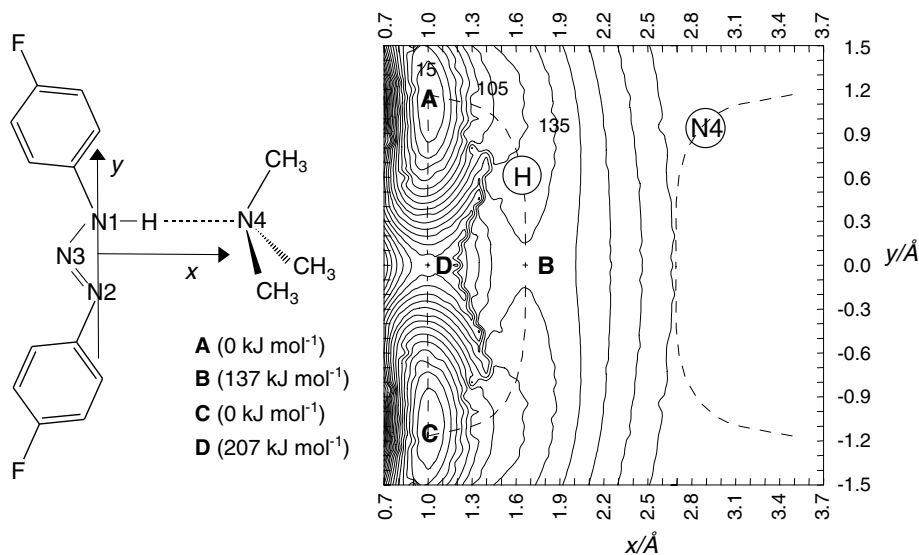 F
y
CH₃
N1
H
N4
N3
x
CH₃
N2
CH₃
F
A (0 kJ mol⁻¹)
B (137 kJ mol⁻¹)
C (0 kJ mol⁻¹)
D (207 kJ mol⁻¹)
0.7 1.0 1.3 1.6 1.9 2.2 2.5 2.8 3.1 3.4 3.7
15
105
A
135
N4
H
D
B
C
1.5
1.2
0.9
0.6
0.3
0.0
y/Å
-0.3
-0.6
-0.9
-1.2
-1.5
0.7 1.0 1.3 1.6 1.9 2.2 2.5 2.8 3.1 3.4 3.7
x/Å